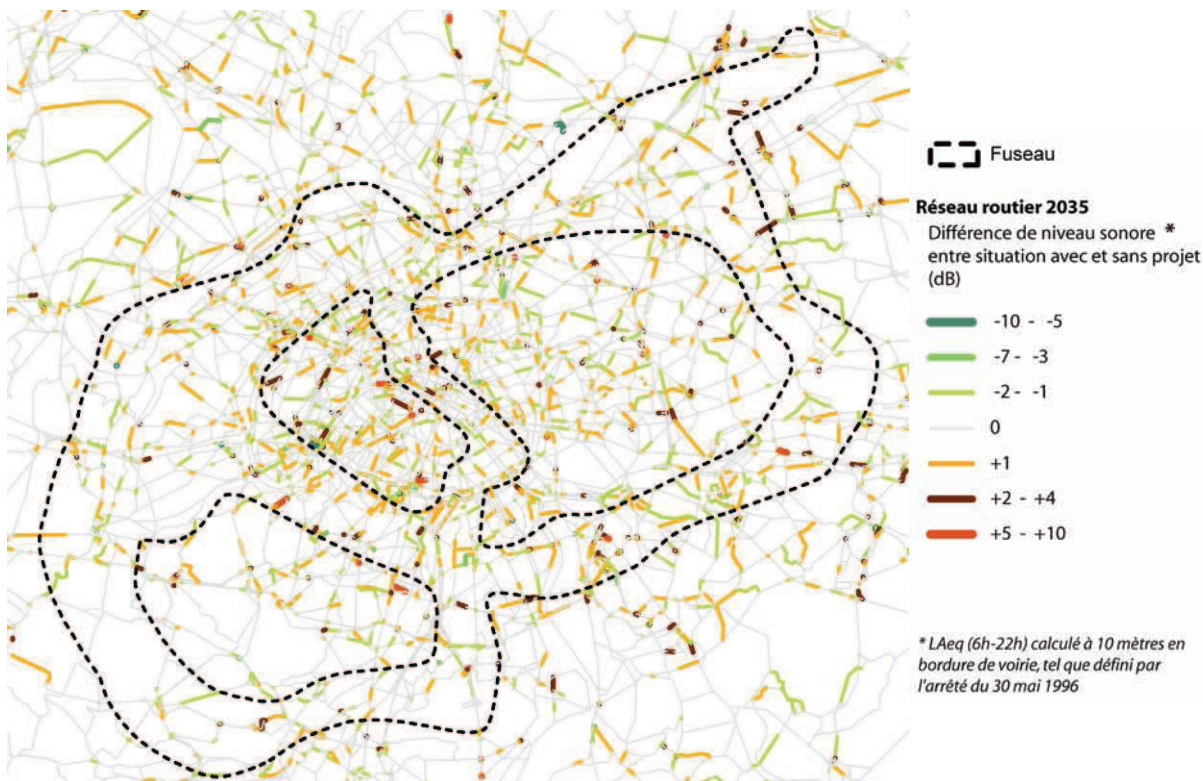 Fuseau
Réseau routier 2035
Différence de niveau sonore *
entre situation avec et sans projet
(dB)
-10 - -5
-7 - -3
-2 - -1
0
+1
+2 - +4
+5 - +10
* LAeq (6h-22h) calculé à 10 mètres en
bordure de voirie, tel que défini par
l'arrêté du 30 mai 1996